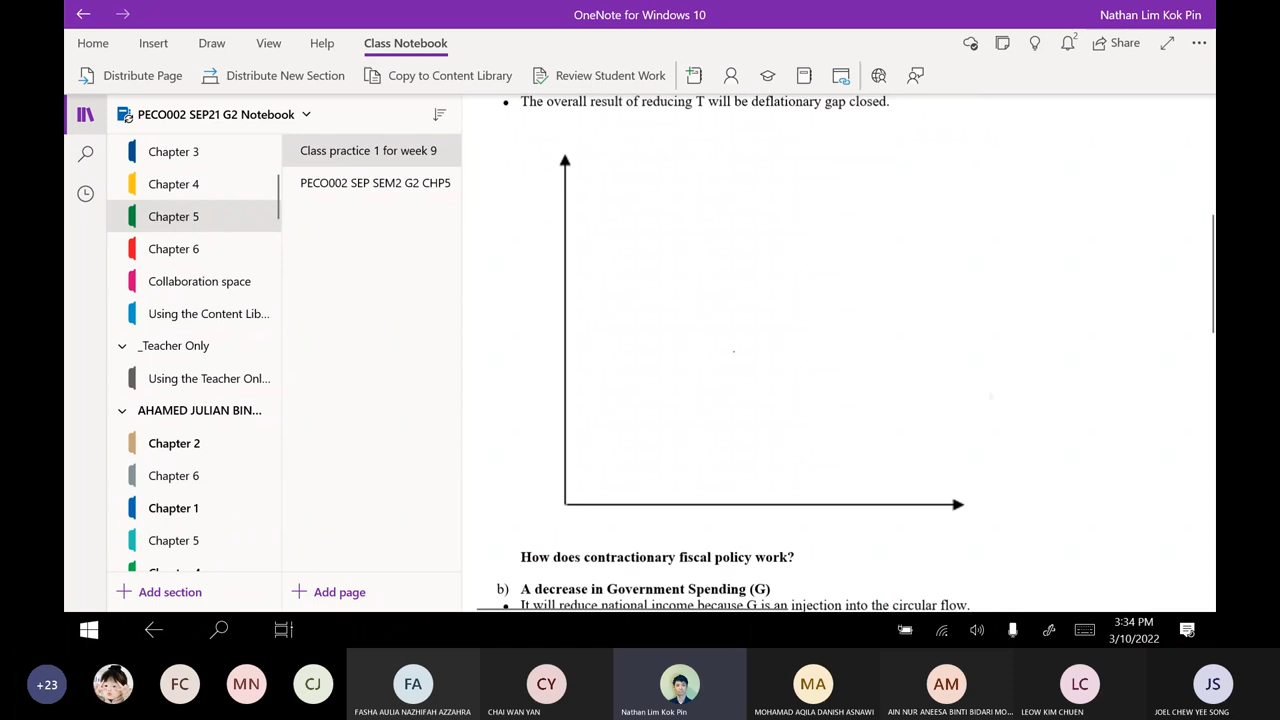 OneNote for Windows 10
Nathan Lim Kok Pin
Home Insert Draw View Help Class Notebook
2 Share
Distribute Page Distribute New Section Copy to Content Library Review Student Work
PECO002 SEP21 G2 Notebook
Chapter 3
Chapter 4
Chapter 5
Chapter 6
Collaboration space
Using the Content Lib...
_Teacher Only
Using the Teacher Onl...
AHAMED JULIAN BIN...
Chapter 2
Chapter 6
Chapter 1
Chapter 5
Add section
Class practice 1 for week 9
PECO002 SEP SEM2 G2 CHP5
Add page
• The overall result of reducing T will be deflationary gap closed.
How does contractionary fiscal policy work?
b) A decrease in Government Spending (G)
• It will reduce national income because G is an injection into the circular flow.
3:34 PM
3/10/2022
+23 FC MN CJ FA CY MA AM LC JS
FASHA AULIA NAZHIFAH AZZAHRA CHAI WAN YAN Nathan Lim Kok Pin MOHAMAD AQILA DANISH ASNAWI AIN NUR ANEESA BINTI BIDARI MO... LEOW KIM CHUEN JOEL CHEW YEE SONG